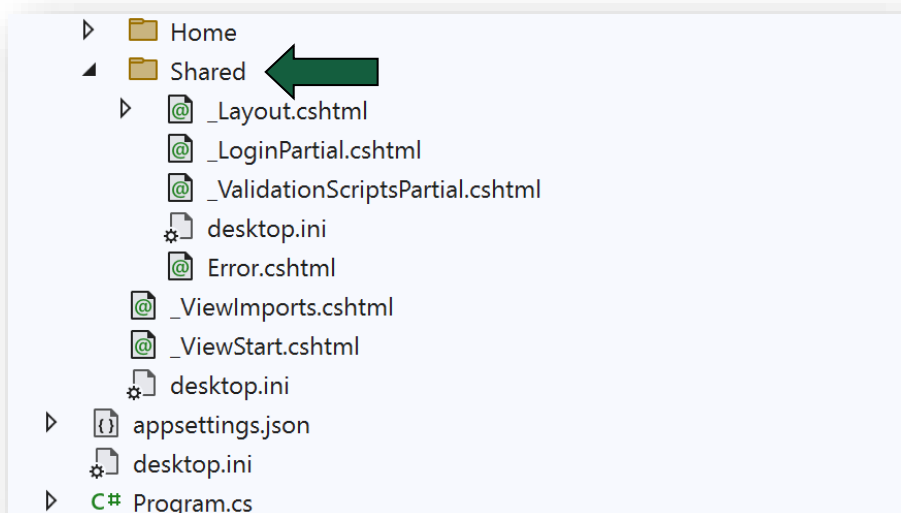 Home
Shared
_Layout.cshtml
_LoginPartial.cshtml
_ValidationScriptsPartial.cshtml
desktop.ini
Error.cshtml
_ViewImports.cshtml
_ViewStart.cshtml
desktop.ini
appsettings.json
desktop.ini
C# Program.cs